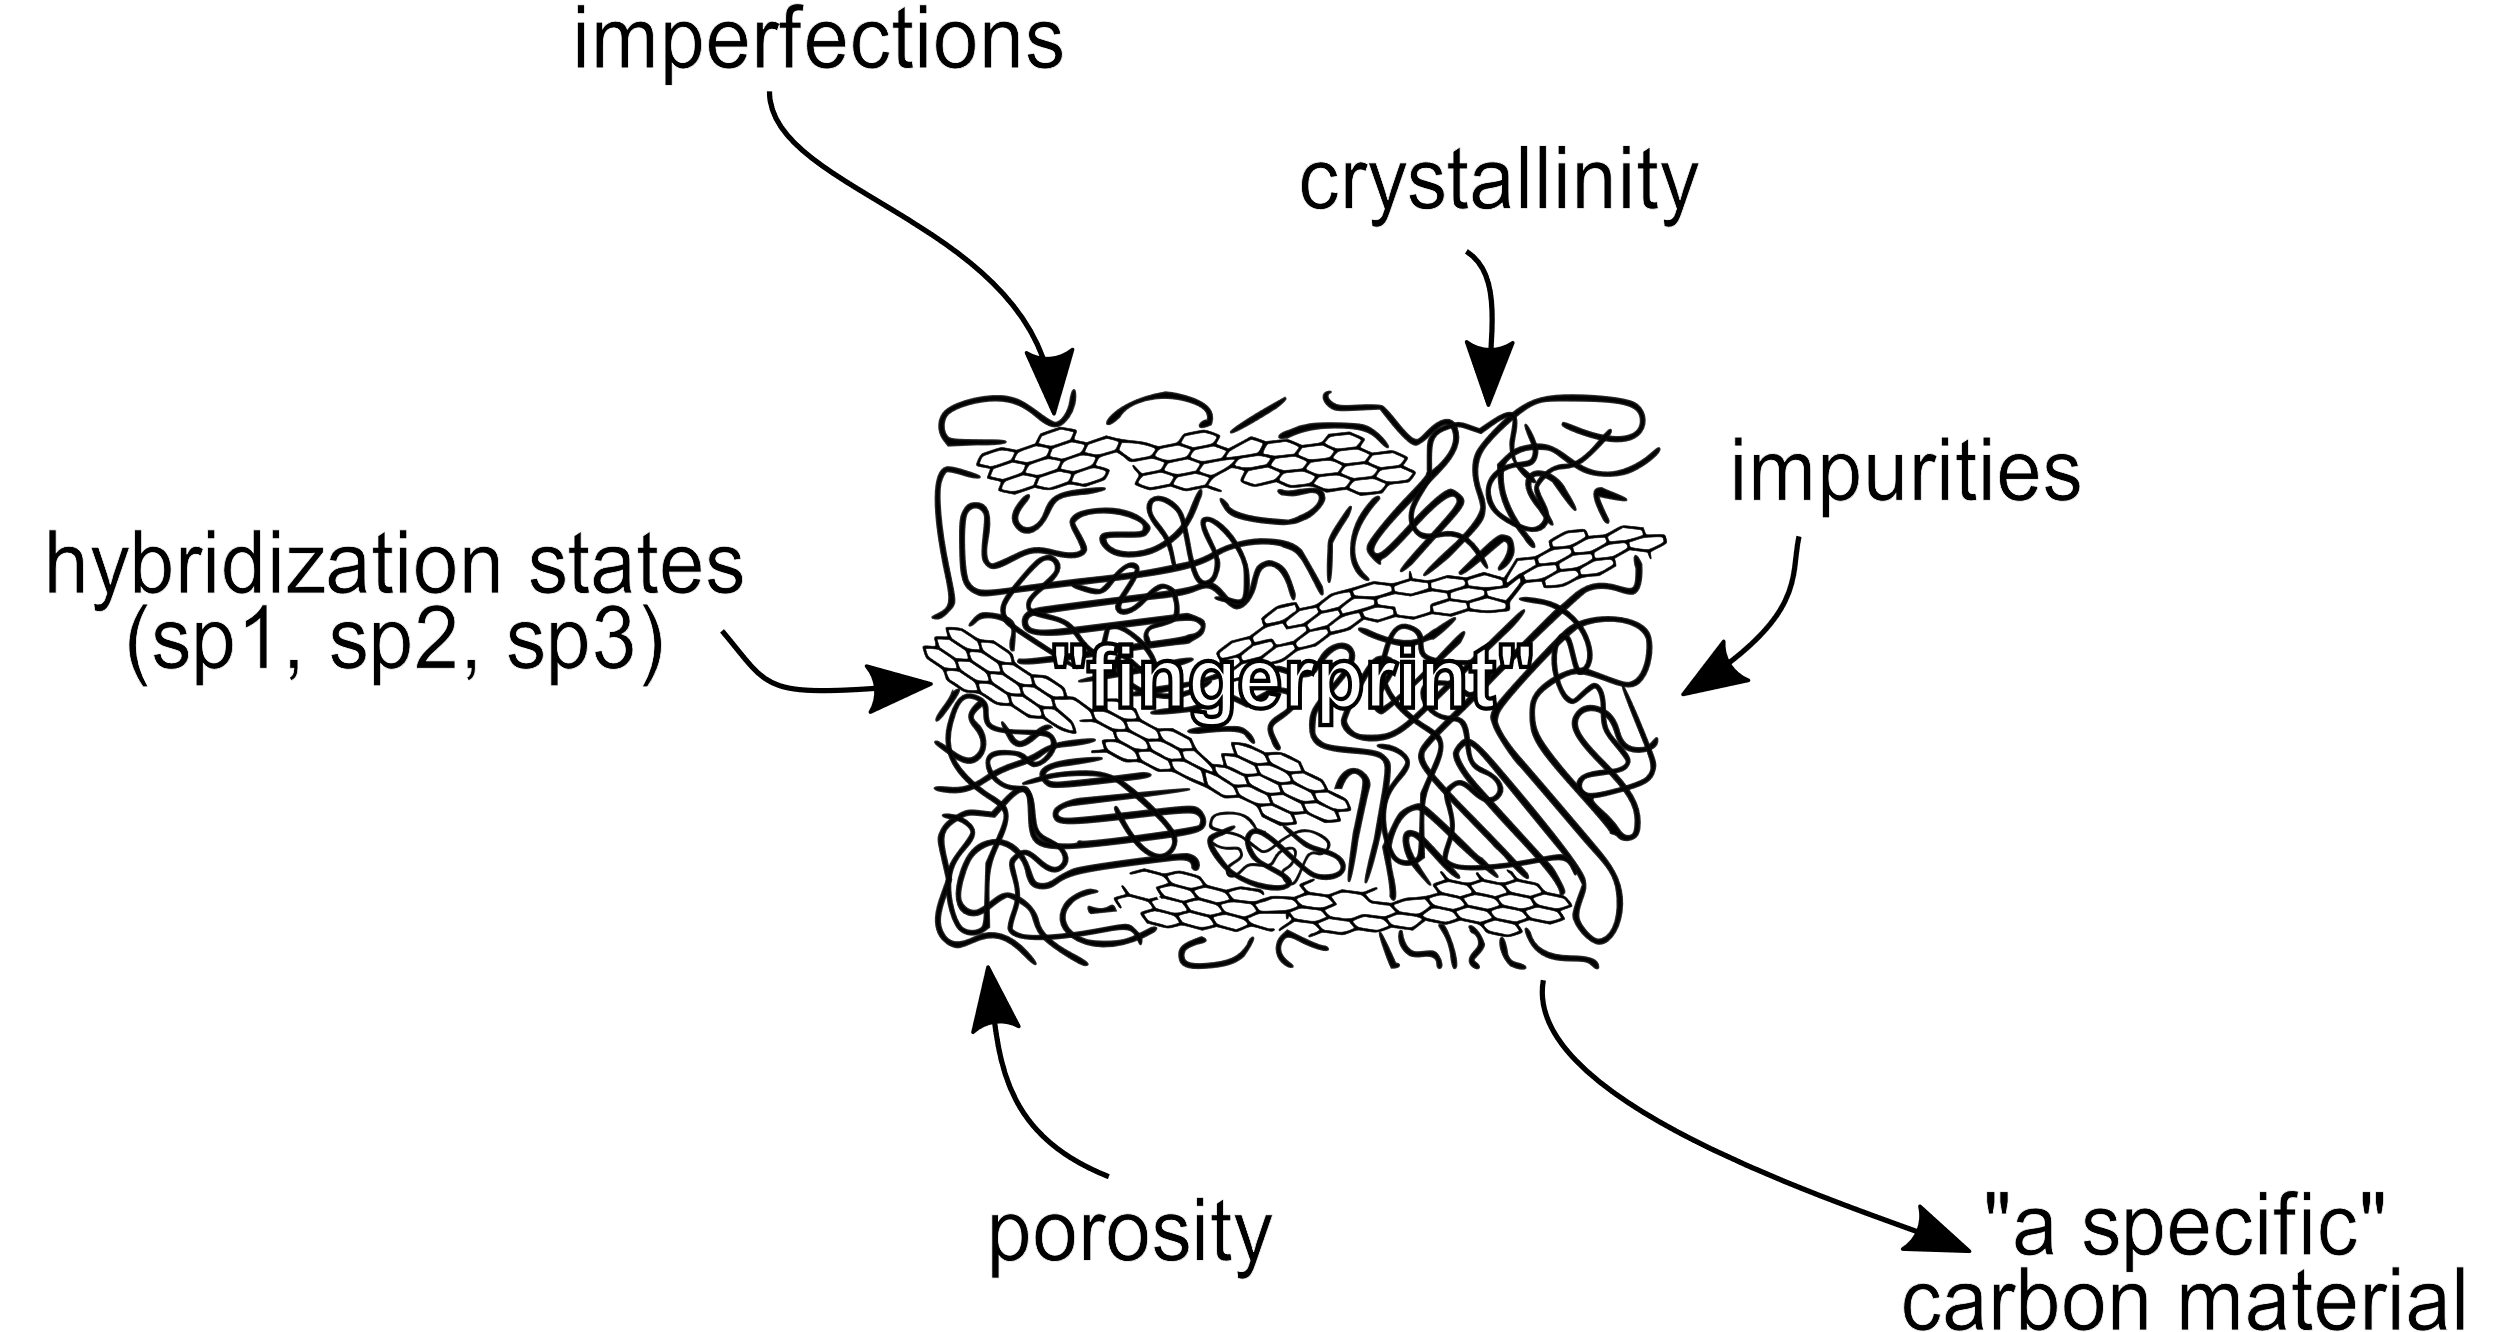 imperfections
crystallinity
impurities
hybridization states
(sp1, sp2, sp3)
"fingerprint"
porosity
"a specific"
carbon material